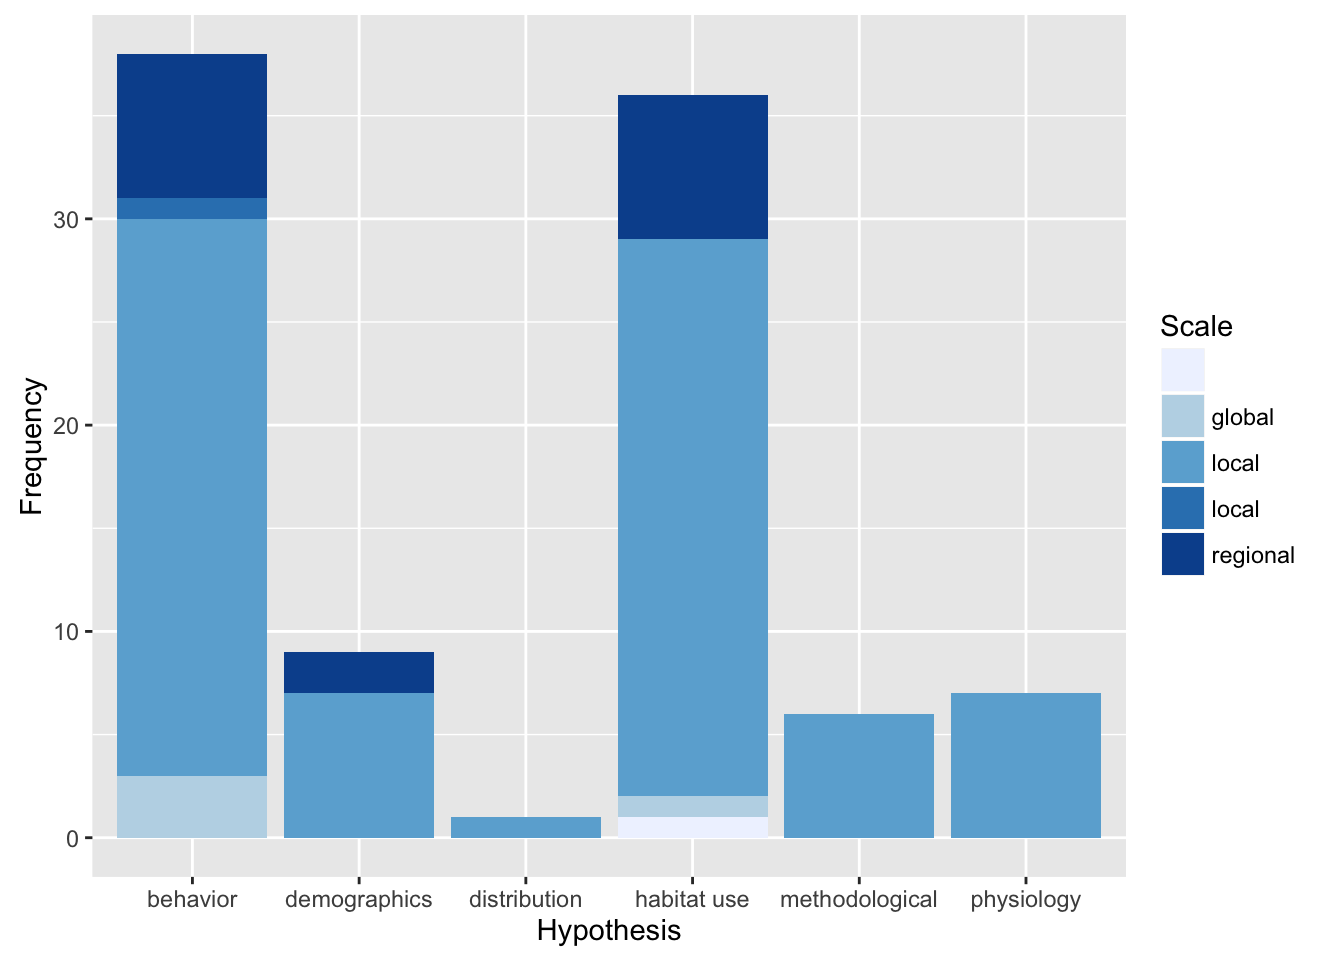 Frequency
30
20
10
0
behavior demographics distribution habitat use methodological physiology
Hypothesis
Scale
global
local
local
regional